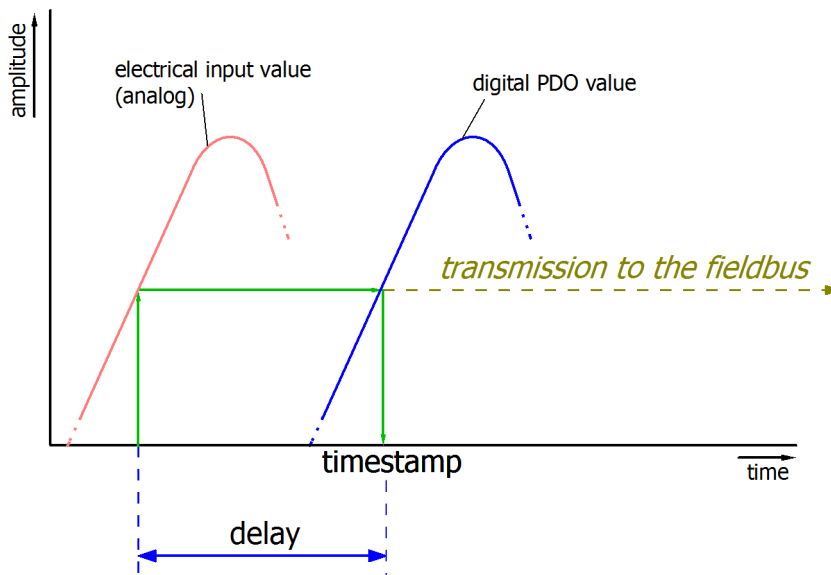 amplitude
electrical input value
(analog)
digital PDO value
transmission to the fieldbus
timestamp
time
delay